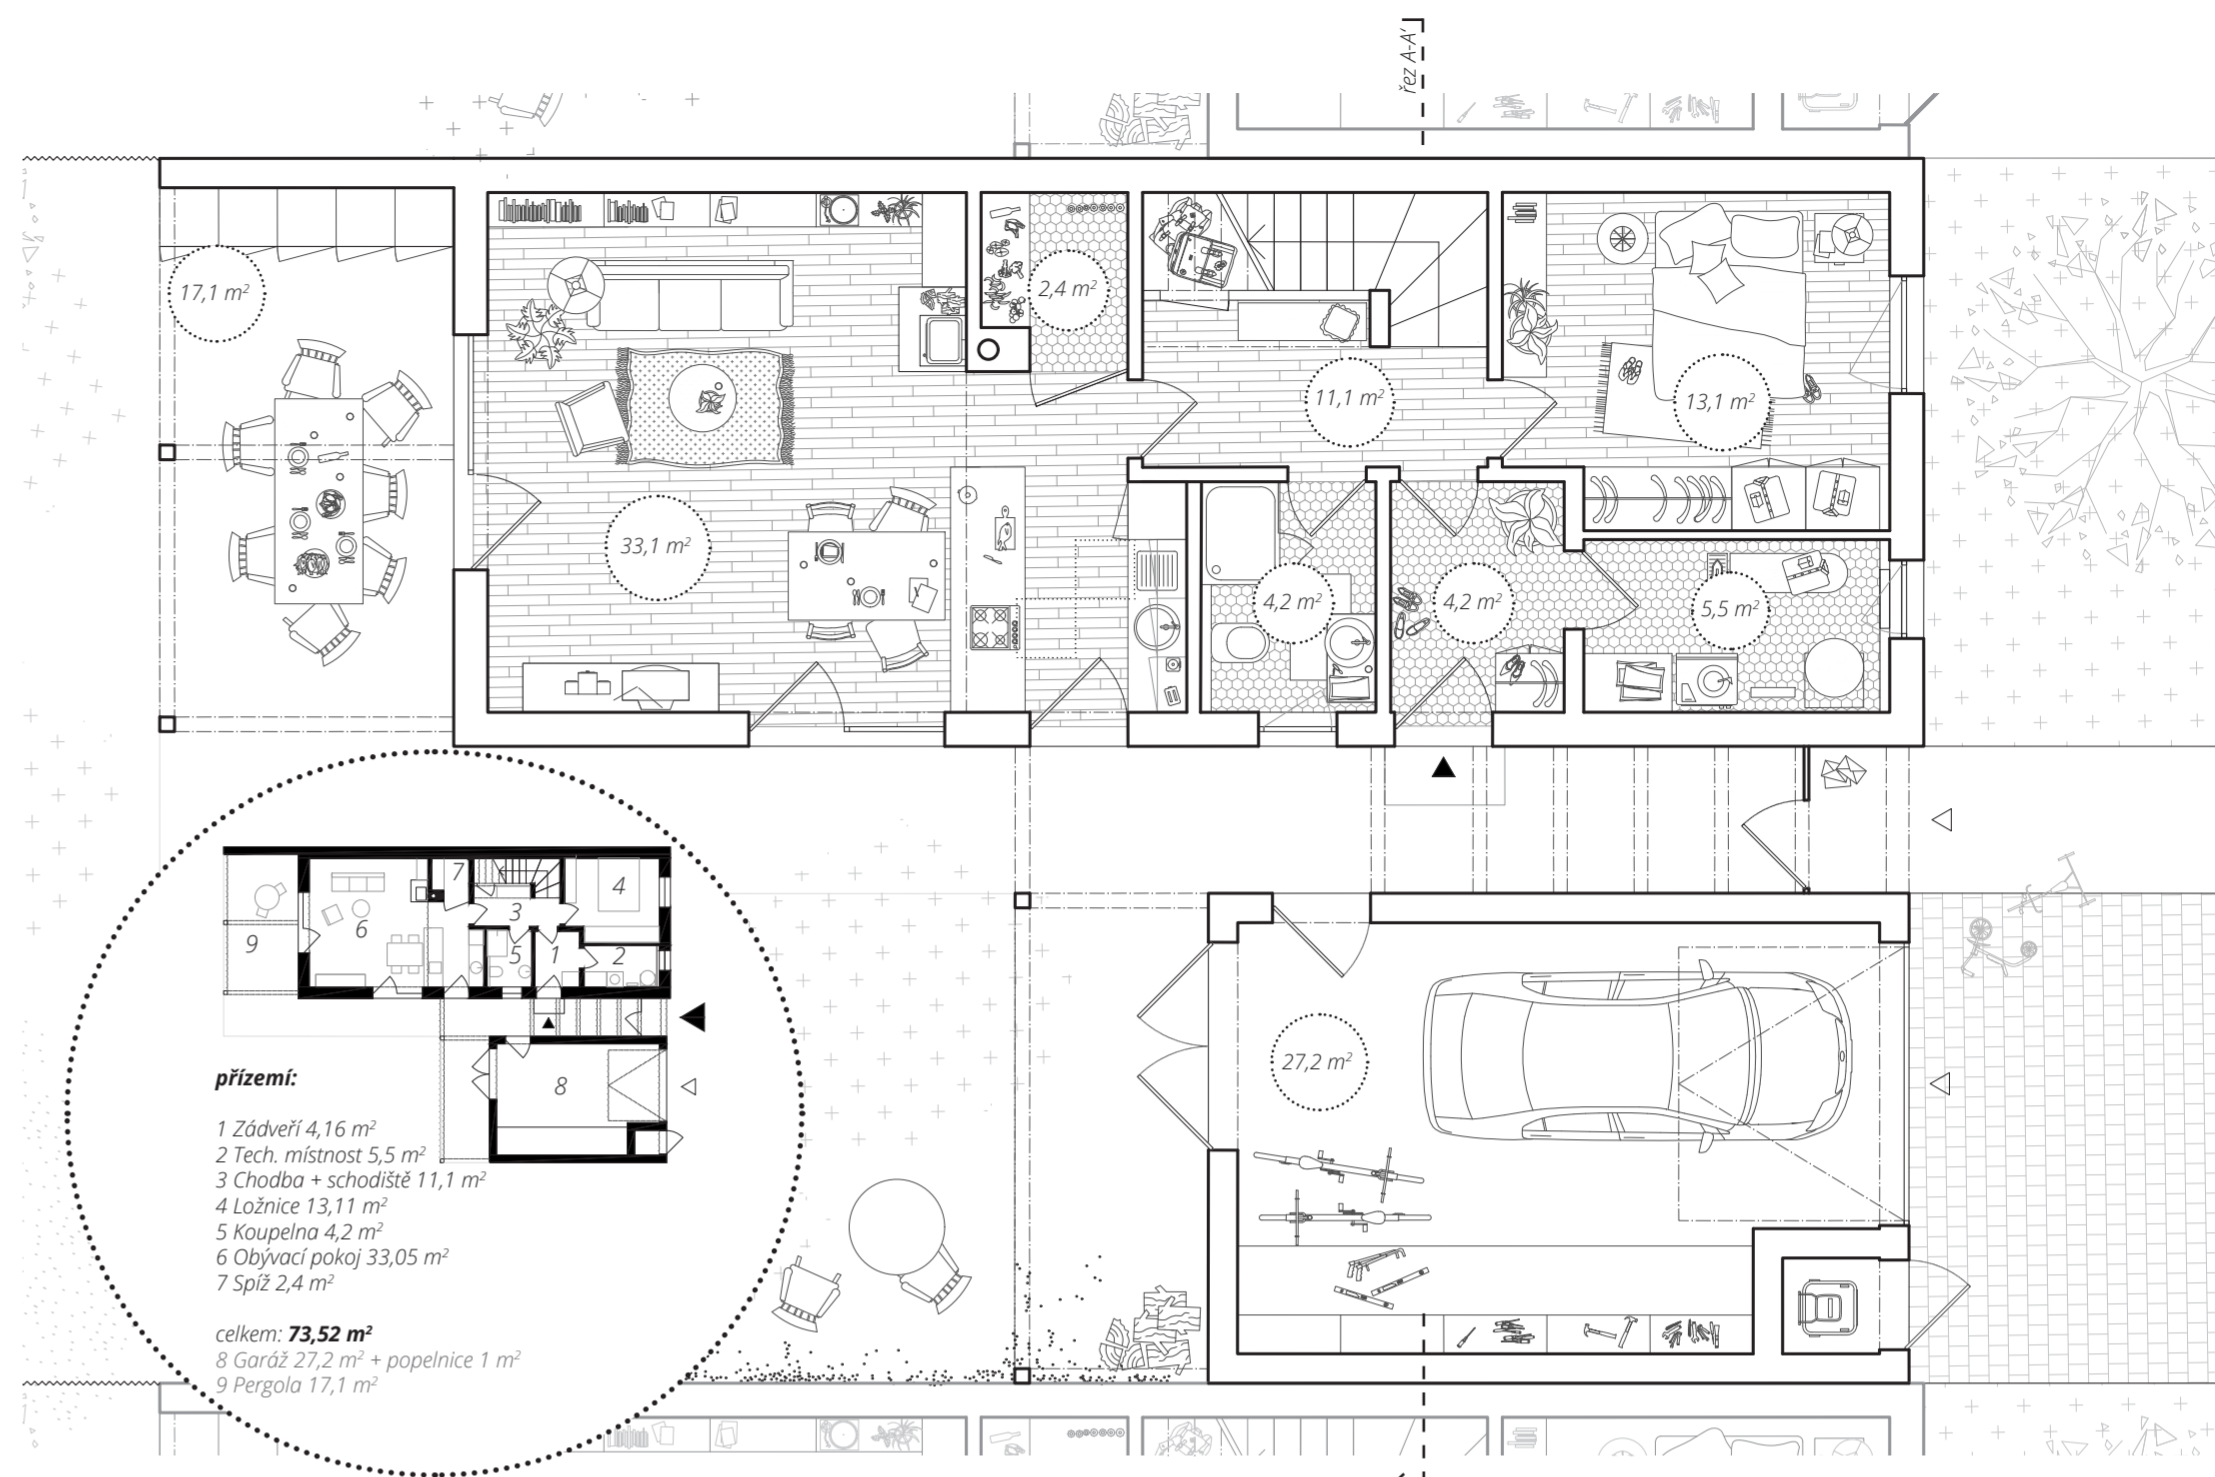 řez A-A'
17,1 m²
2,4 m²
11,1 m²
13,1 m²
33,1 m²
4,2 m²
4,2 m²
5,5 m²
27,2 m²
7
4
3
6
9
5
1
2
8
přízemí:
1 Zádveří 4,16 m²
2 Tech. místnost 5,5 m²
3 Chodba + schodiště 11,1 m²
4 Ložnice 13,11 m²
5 Koupelna 4,2 m²
6 Obývací pokoj 33,05 m²
7 Spíž 2,4 m²
celkem: 73,52 m²
8 Garáž 27,2 m² + popelnice 1 m²
9 Pergola 17,1 m²